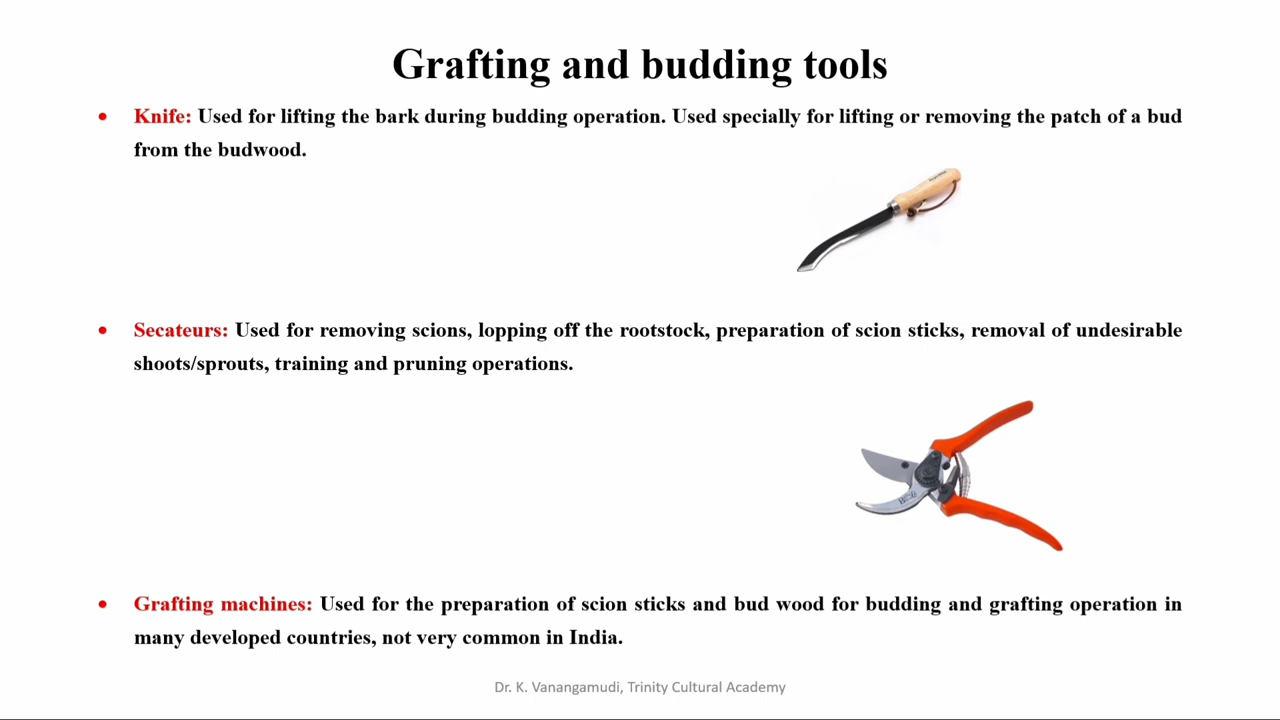 Grafting and budding tools
• Knife: Used for lifting the bark during budding operation. Used specially for lifting or removing the patch of a bud
from the budwood.
• Secateurs: Used for removing scions, lopping off the rootstock, preparation of scion sticks, removal of undesirable
shoots/sprouts, training and pruning operations.
• Grafting machines: Used for the preparation of scion sticks and bud wood for budding and grafting operation in
many developed countries, not very common in India.
Dr. K. Vanangamudi, Trinity Cultural Academy